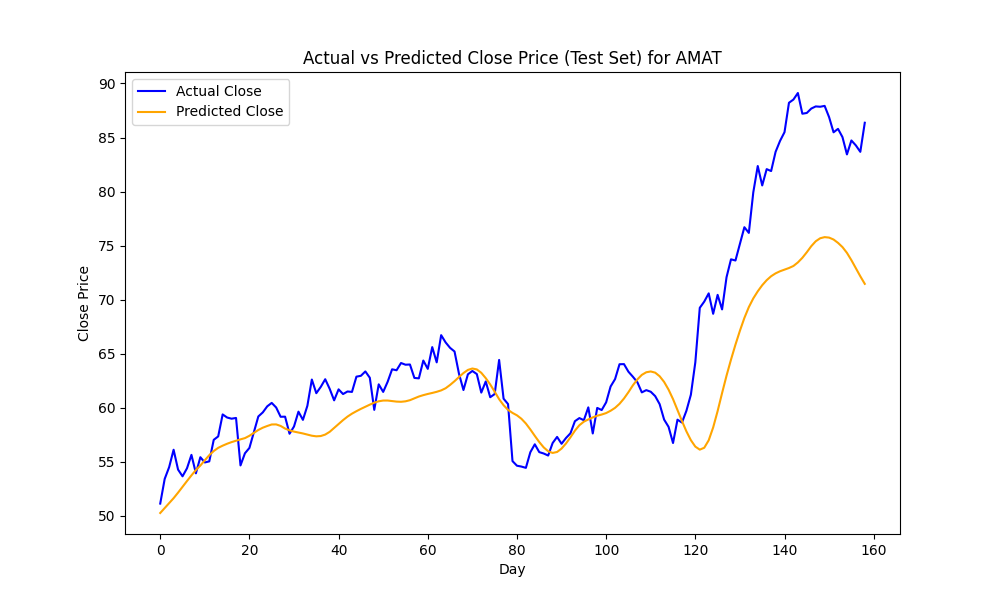 Actual vs Predicted Close Price (Test Set) for AMAT
Actual Close
Predicted Close
90
85
80
75
70
65
60
55
50
Close Price
0 20 40 60 80 100 120 140 160
Day